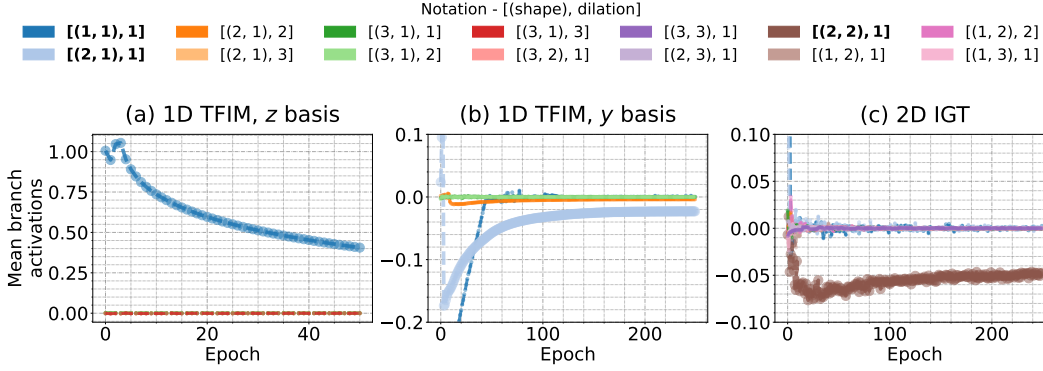 Notation - [(shape), dilation]
[(1, 1), 1] [(2, 1), 2] [(3, 1), 1] [(3, 1), 3] [(3, 3), 1] [(2, 2), 1] [(1, 2), 2]
[(2, 1), 1] [(2, 1), 3] [(3, 1), 2] [(3, 2), 1] [(2, 3), 1] [(1, 2), 1] [(1, 3), 1]
(a) 1D TFIM, z basis
Mean branch
activations
1.00
0.75
0.50
0.25
0.00
0 20 40
Epoch
(b) 1D TFIM, y basis
0.1
0.0
−0.1
−0.2
0 100 200
Epoch
(c) 2D IGT
0.10
0.05
0.00
−0.05
−0.10
0 100 200
Epoch